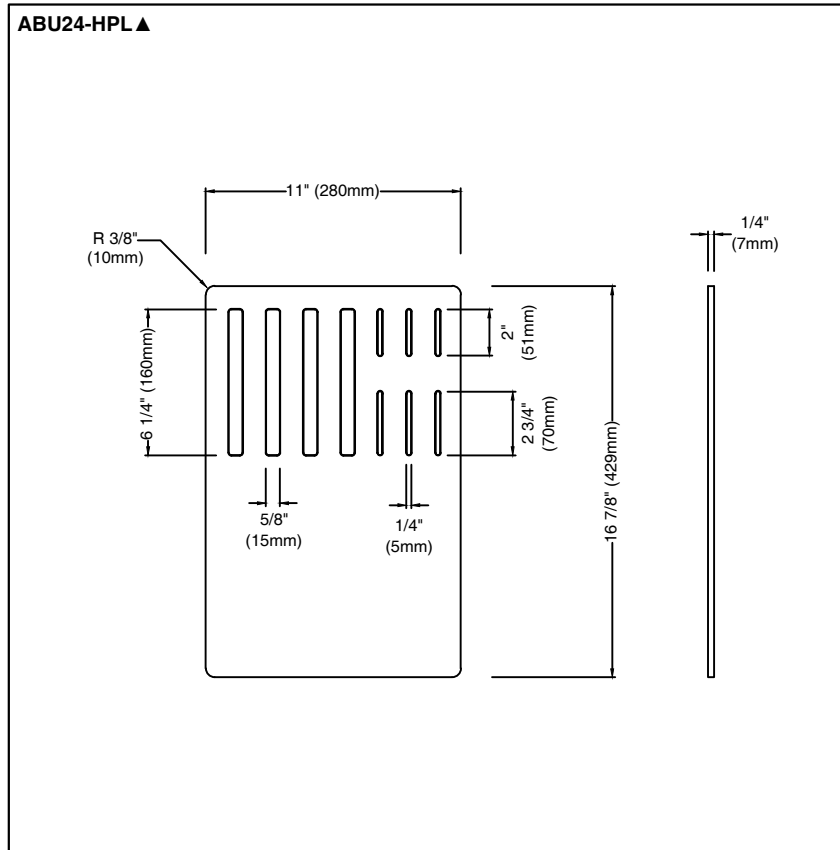 ABU24-HPL▲
11" (280mm)
R 3/8"
(10mm)
1/4"
(7mm)
6 1/4" (160mm)
2"
(51mm)
2 3/4"
(70mm)
16 7/8" (429mm)
5/8"
(15mm)
1/4"
(5mm)